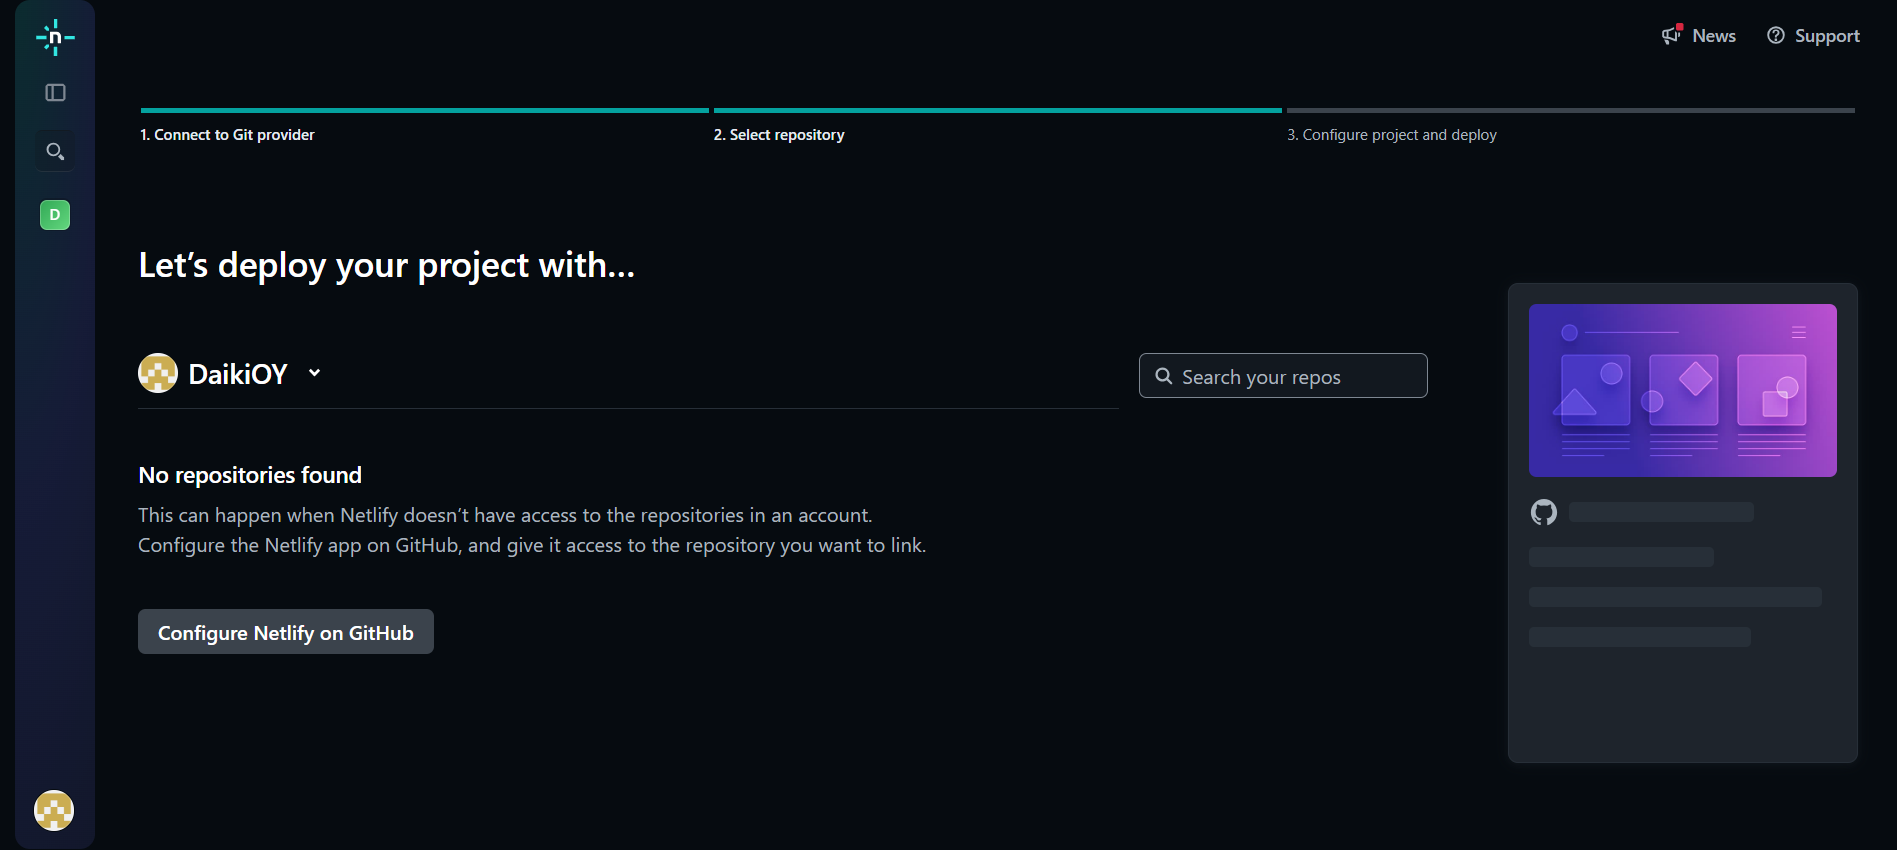 n
News
Support
1. Connect to Git provider
2. Select repository
3. Configure project and deploy
D
Let’s deploy your project with…
DaikiOY
Search your repos
No repositories found
This can happen when Netlify doesn’t have access to the repositories in an account.
Configure the Netlify app on GitHub, and give it access to the repository you want to link.
Configure Netlify on GitHub